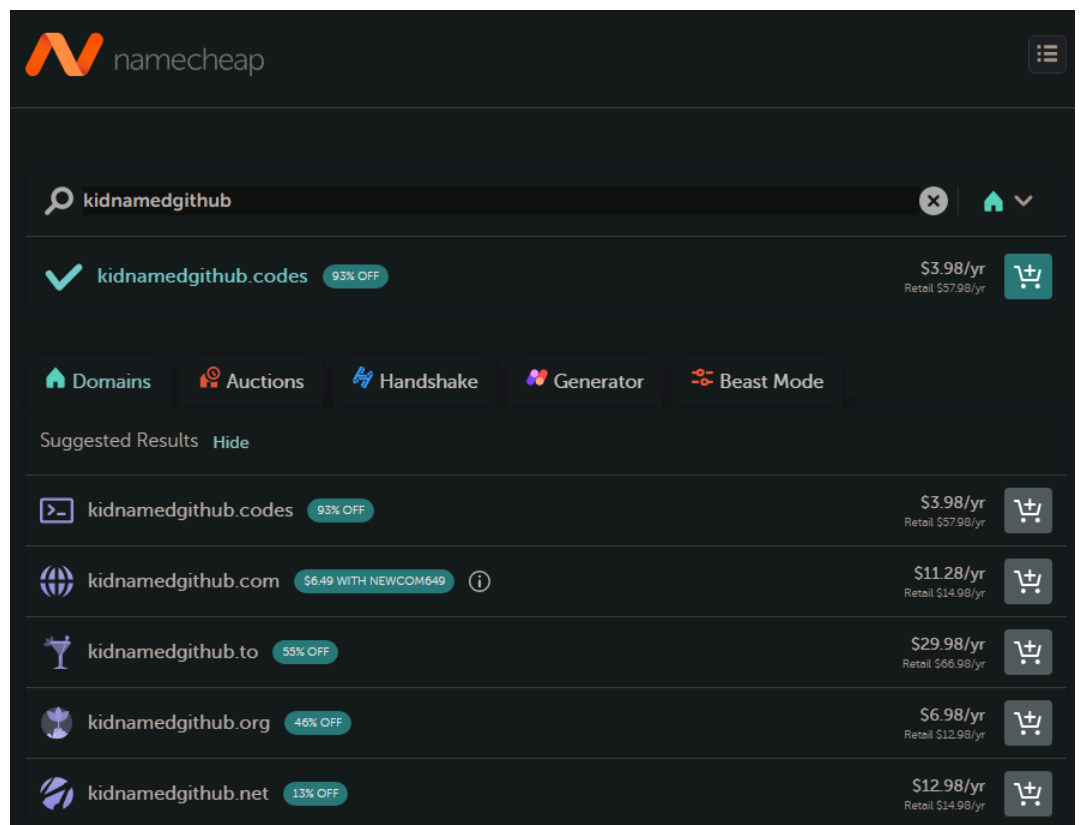 namecheap
kidnamedgithub
kidnamedgithub.codes 93% OFF $3.98/yr
Retail $57.98/yr
Domains Auctions Handshake Generator Beast Mode
Suggested Results Hide
kidnamedgithub.codes 93% OFF $3.98/yr
Retail $57.98/yr
kidnamedgithub.com $6.49 WITH NEWCOM649 $11.28/yr
Retail $14.98/yr
kidnamedgithub.to 55% OFF $29.98/yr
Retail $66.98/yr
kidnamedgithub.org 46% OFF $6.98/yr
Retail $12.98/yr
kidnamedgithub.net 13% OFF $12.98/yr
Retail $14.98/yr